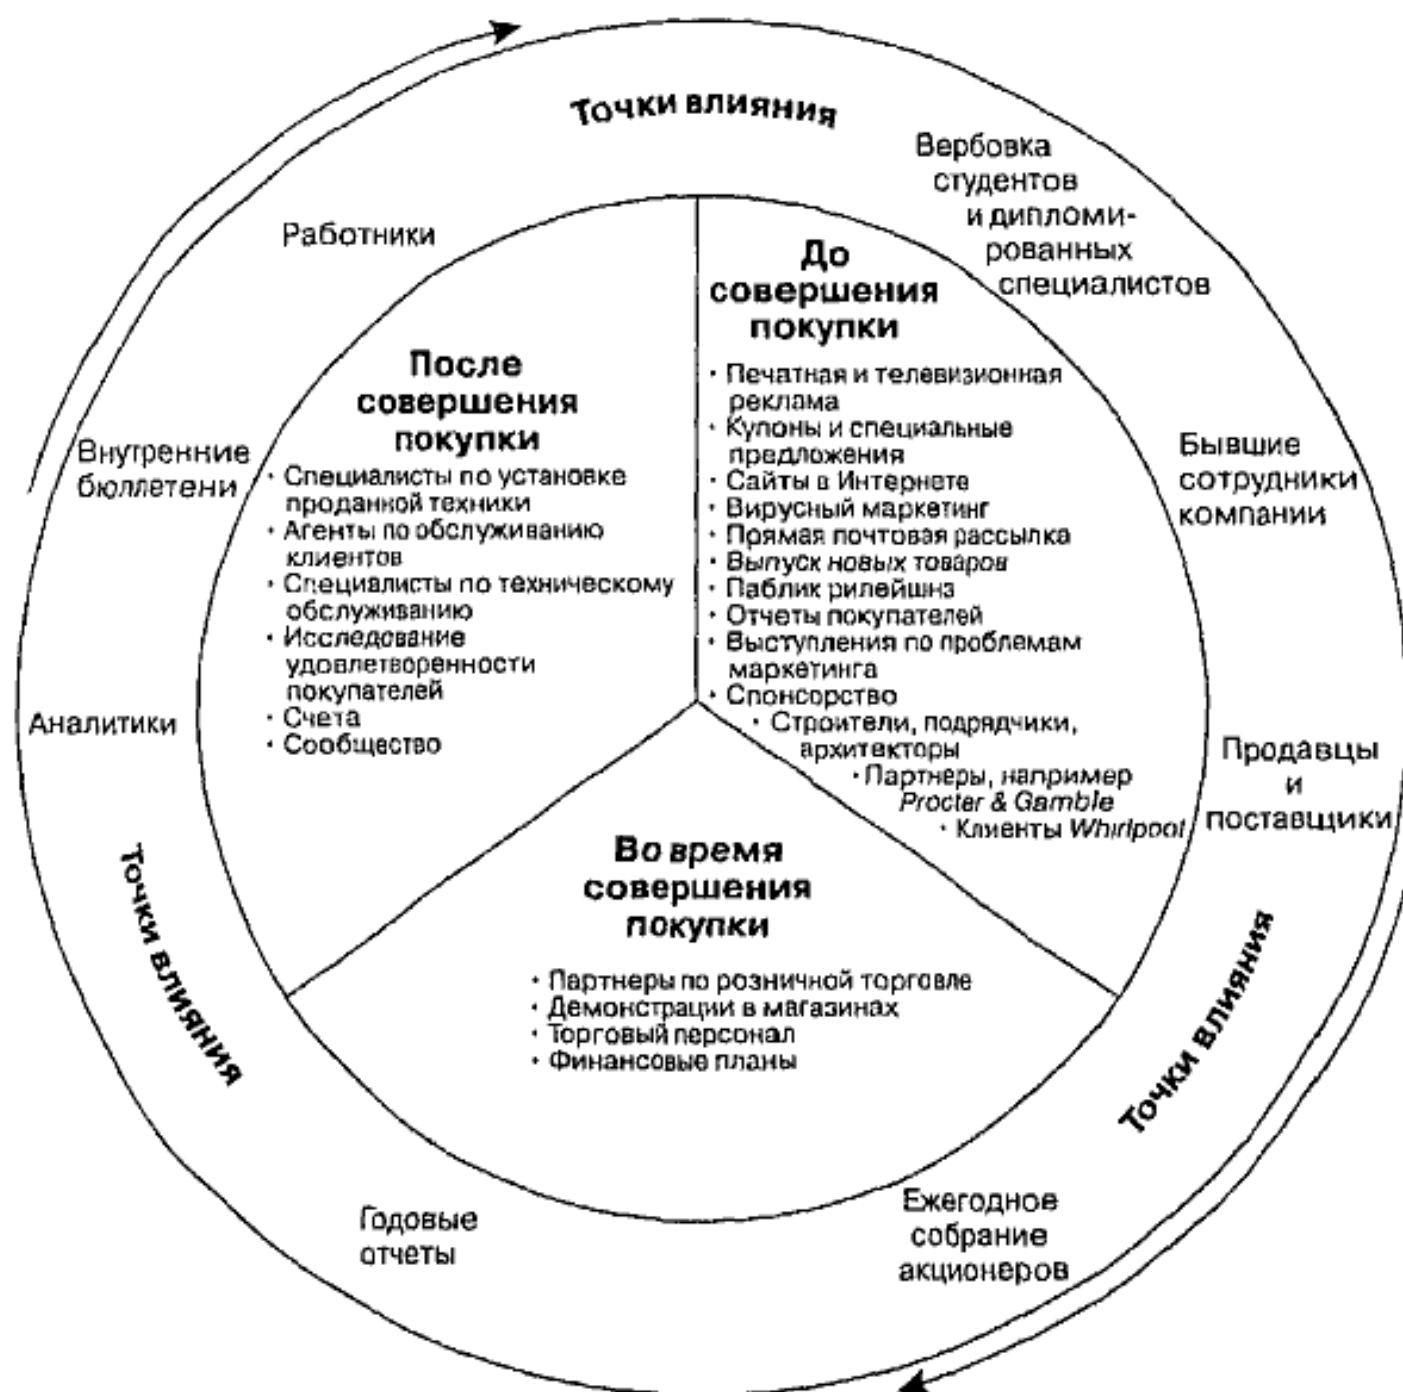 Точки влияния
Вербовка
студентов
и дипломи-
рованных
специалистов
Работники
До
совершения
покупки
· Печатная и телевизионная
реклама
· Купоны и специальные
предложения
· Сайты в Интернете
· Вирусный маркетинг
· Прямая почтовая рассылка
· Выпуск новых товаров
· Паблик рилейшнз
· Отчеты покупателей
· Выступления по проблемам
маркетинга
· Спонсорство
· Строители, подрядчики,
архитекторы
· Партнеры, например
Procter & Gamble
· Клиенты Whirlpool
После
совершения
покупки
· Специалисты по установке
проданной техники
· Агенты по обслуживанию
клиентов
· Специалисты по техническому
обслуживанию
· Исследование
удовлетворенности
покупателей
· Счета
· Сообщество
Внутренние
бюллетени
Бывшие
сотрудники
компании
Аналитики
Продавцы
и
поставщики
Во время
совершения
покупки
· Партнеры по розничной торговле
· Демонстрации в магазинах
· Торговый персонал
· Финансовые планы
Точки влияния
Точки влияния
Годовые
отчеты
Ежегодное
собрание
акционеров